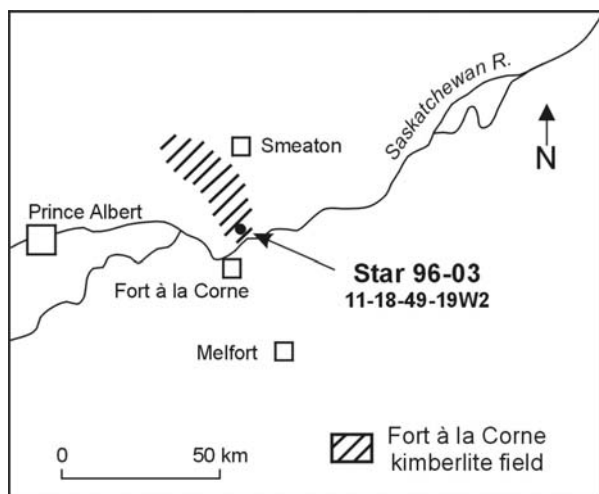 Saskatchewan R.
N
Smeaton
Prince Albert
Star 96-03
11-18-49-19W2
Fort à la Corne
Melfort
0 50 km
Fort à la Corne
kimberlite field